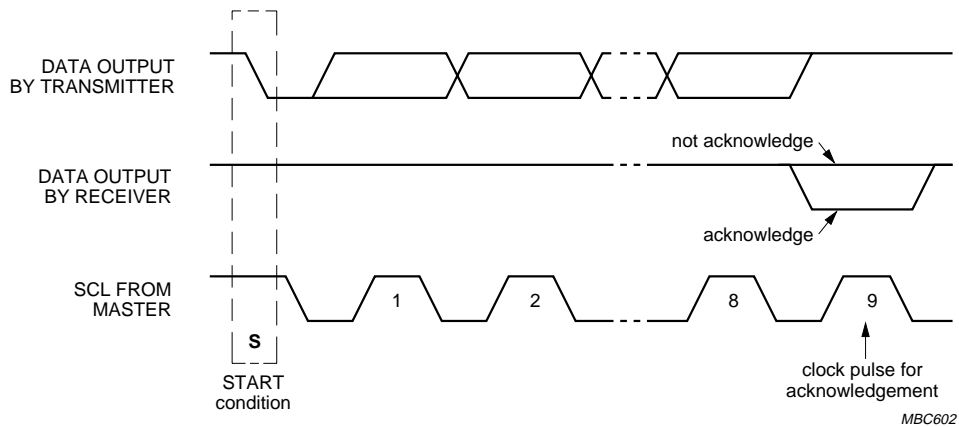 DATA OUTPUT
BY TRANSMITTER
not acknowledge
DATA OUTPUT
BY RECEIVER
acknowledge
SCL FROM
MASTER
1
2
8
9
S
START
condition
clock pulse for
acknowledgement
MBC602